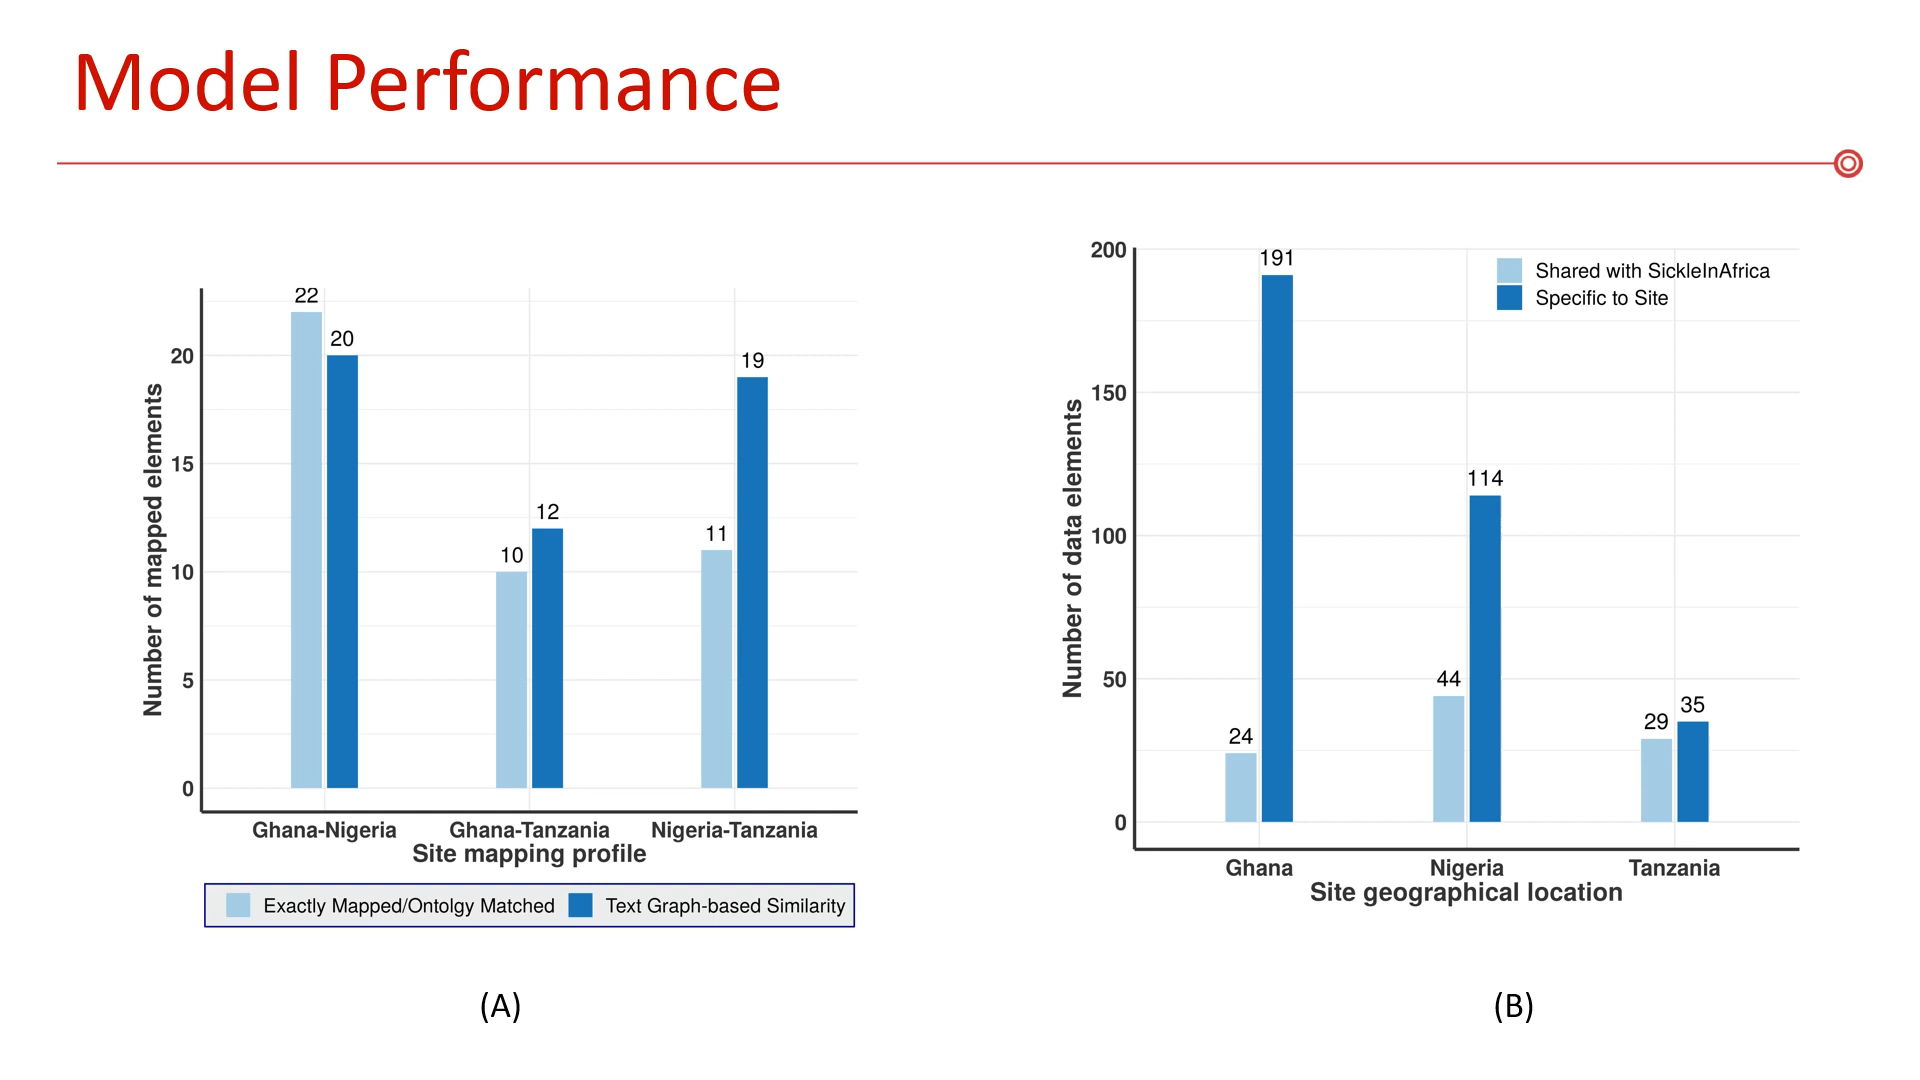 Model Performance
22
20
19
12
11
10
20
15
10
5
0
Number of mapped elements
Ghana-Nigeria
Ghana-Tanzania
Nigeria-Tanzania
Site mapping profile
Exactly Mapped/Ontolgy Matched
Text Graph-based Similarity
(A)
200
150
100
50
0
Number of data elements
191
114
44
24
29
35
Shared with SickleInAfrica
Specific to Site
Ghana
Nigeria
Tanzania
Site geographical location
(B)